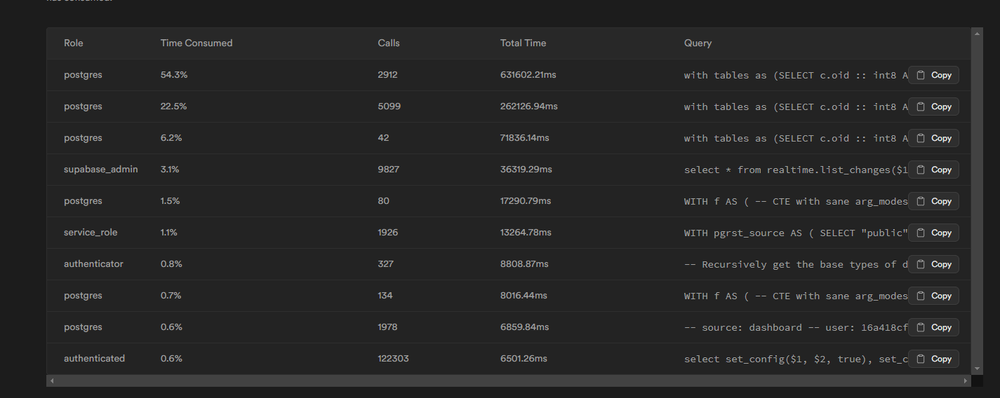 has consumed.
Role Time Consumed Calls Total Time Query
postgres 54.3% 2912 631602.21ms with tables as (SELECT c.oid :: int8 A Copy
postgres 22.5% 5099 262126.94ms with tables as (SELECT c.oid :: int8 A Copy
postgres 6.2% 42 71836.14ms with tables as (SELECT c.oid :: int8 A Copy
supabase_admin 3.1% 9827 36319.29ms select * from realtime.list_changes($1 Copy
postgres 1.5% 80 17290.79ms WITH f AS ( -- CTE with sane arg_modes Copy
service_role 1.1% 1926 13264.78ms WITH pgrst_source AS ( SELECT "public" Copy
authenticator 0.8% 327 8808.87ms -- Recursively get the base types of d Copy
postgres 0.7% 134 8016.44ms WITH f AS ( -- CTE with sane arg_modes Copy
postgres 0.6% 1978 6859.84ms -- source: dashboard -- user: 16a418cf Copy
authenticated 0.6% 122303 6501.26ms select set_config($1, $2, true), set_c Copy